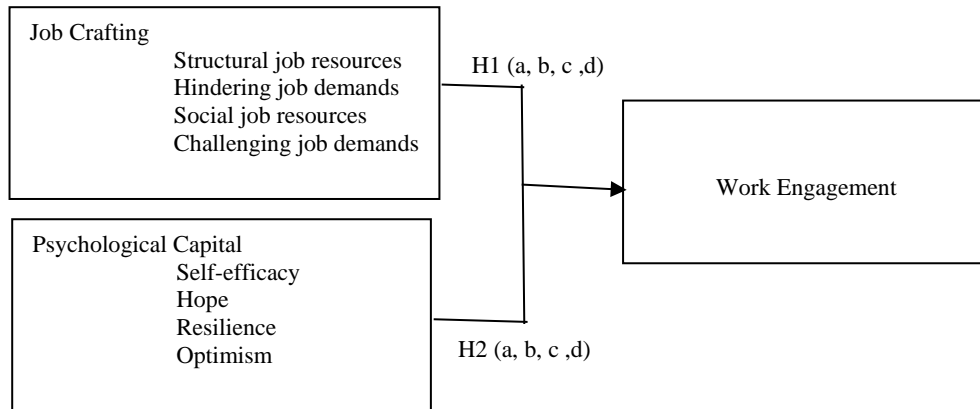 Job Crafting
Structural job resources
Hindering job demands
Social job resources
Challenging job demands
H1 (a, b, c ,d)
Work Engagement
Psychological Capital
Self-efficacy
Hope
Resilience
Optimism
H2 (a, b, c ,d)